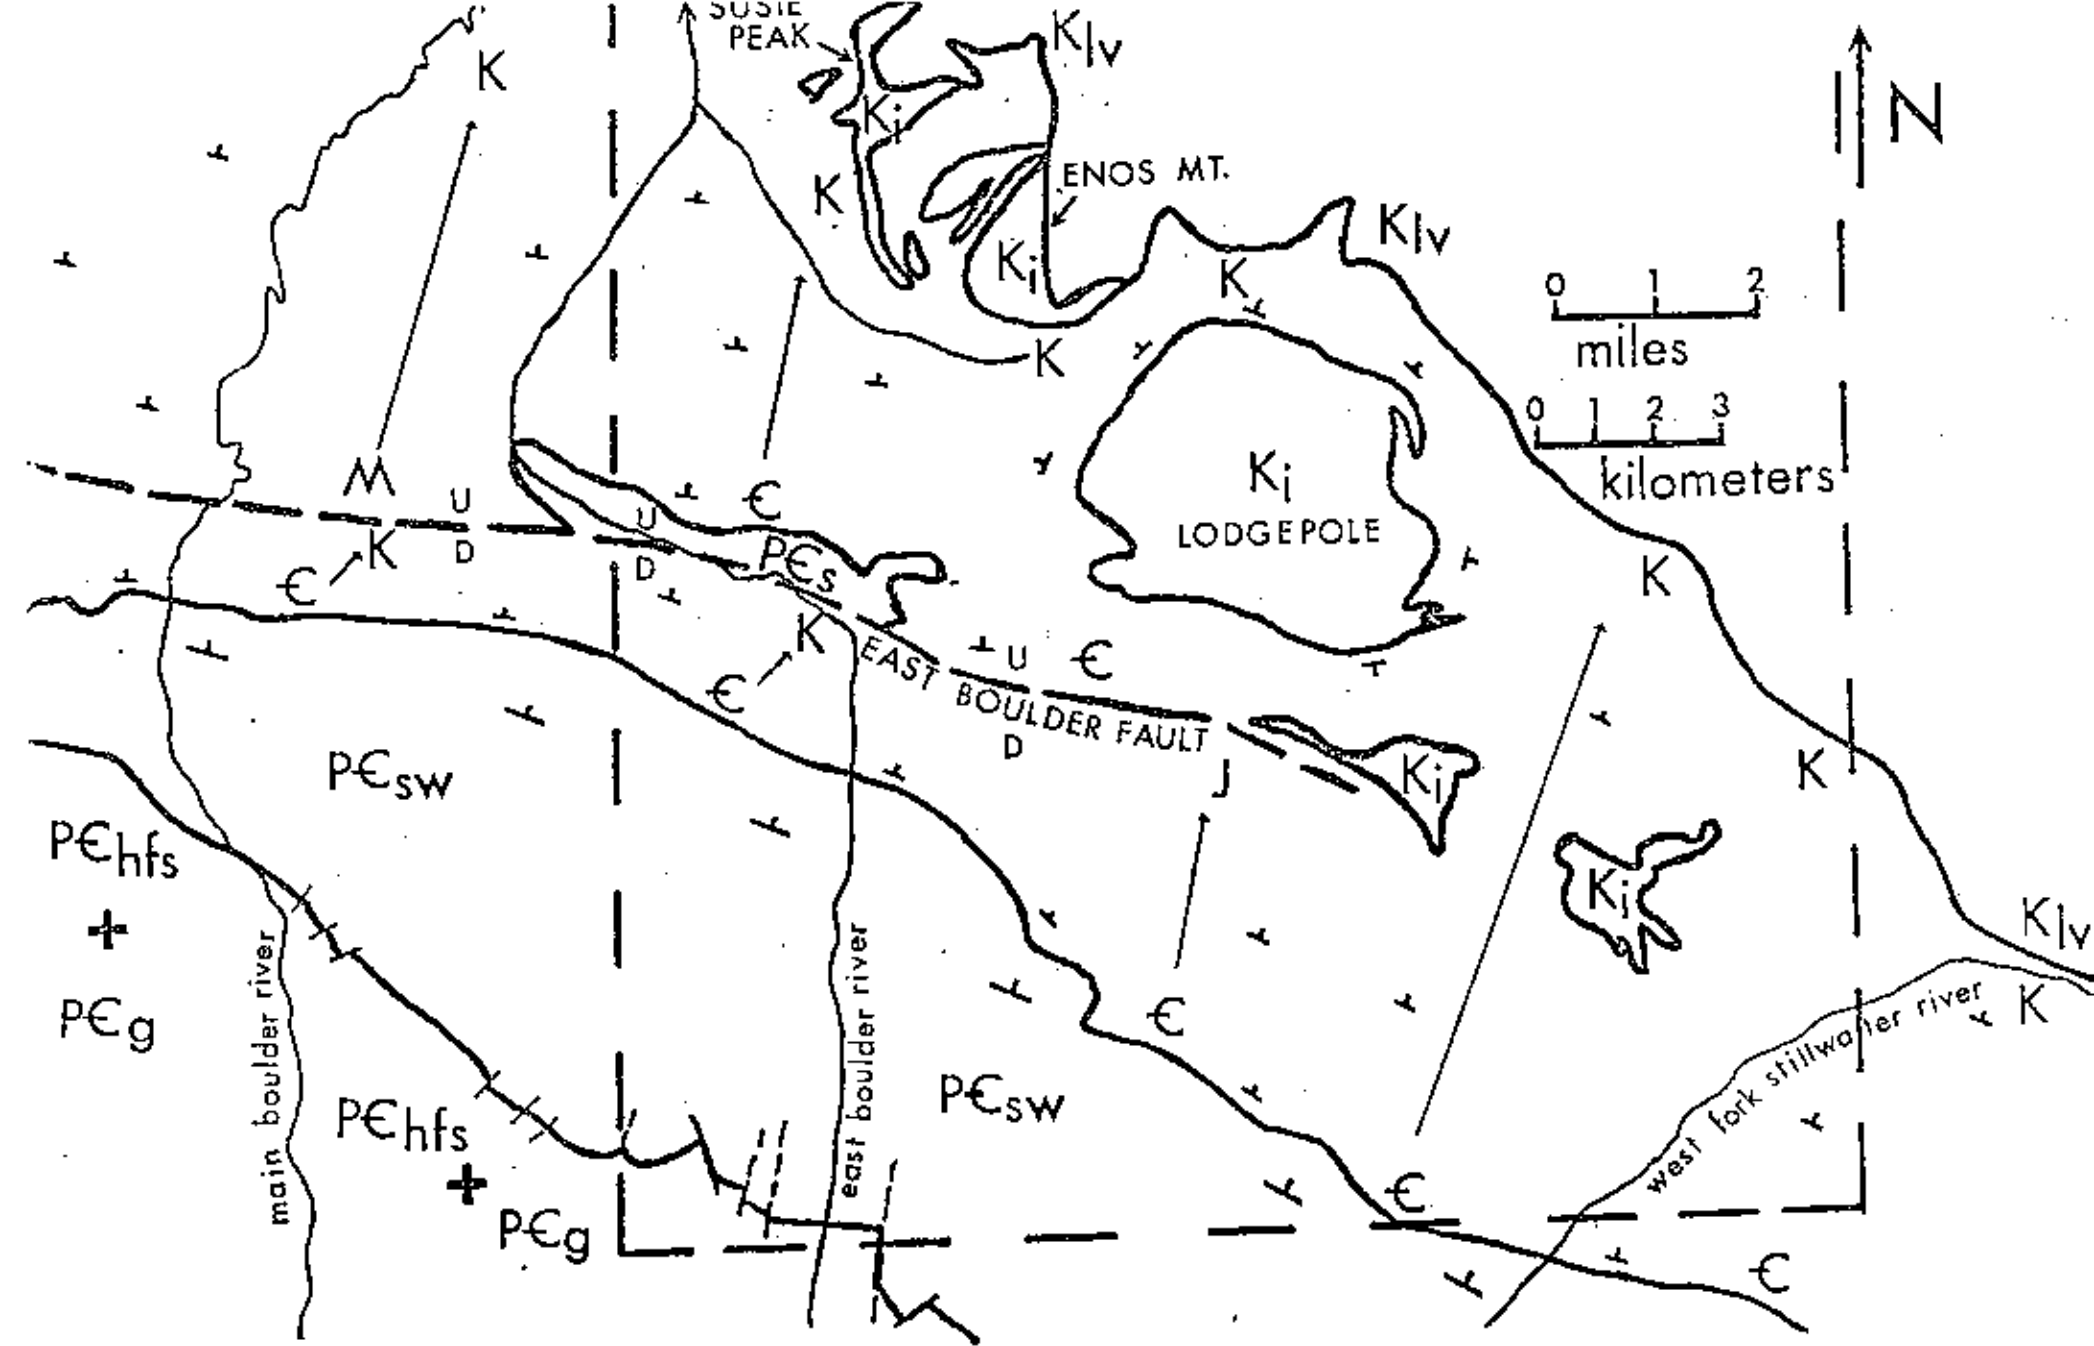 SUSIE
PEAK
K
Klv
N
Ki
K
ENOS MT.
Klv
Ki
K
0 1 2
miles
K
0 1 2 3
kilometers
M
U
D
K
Є
Є
U
D
PЄs
Ki
LODGEPOLE
K
K
Є
EAST BOULDER FAULT
U
D
Є
J
Ki
K
PЄsw
PЄhfs
+
PЄg
Ki
Klv
K
main boulder river
east boulder river
west fork stillwater river
Є
PЄsw
PЄhfs
+
PЄg
Є
Є